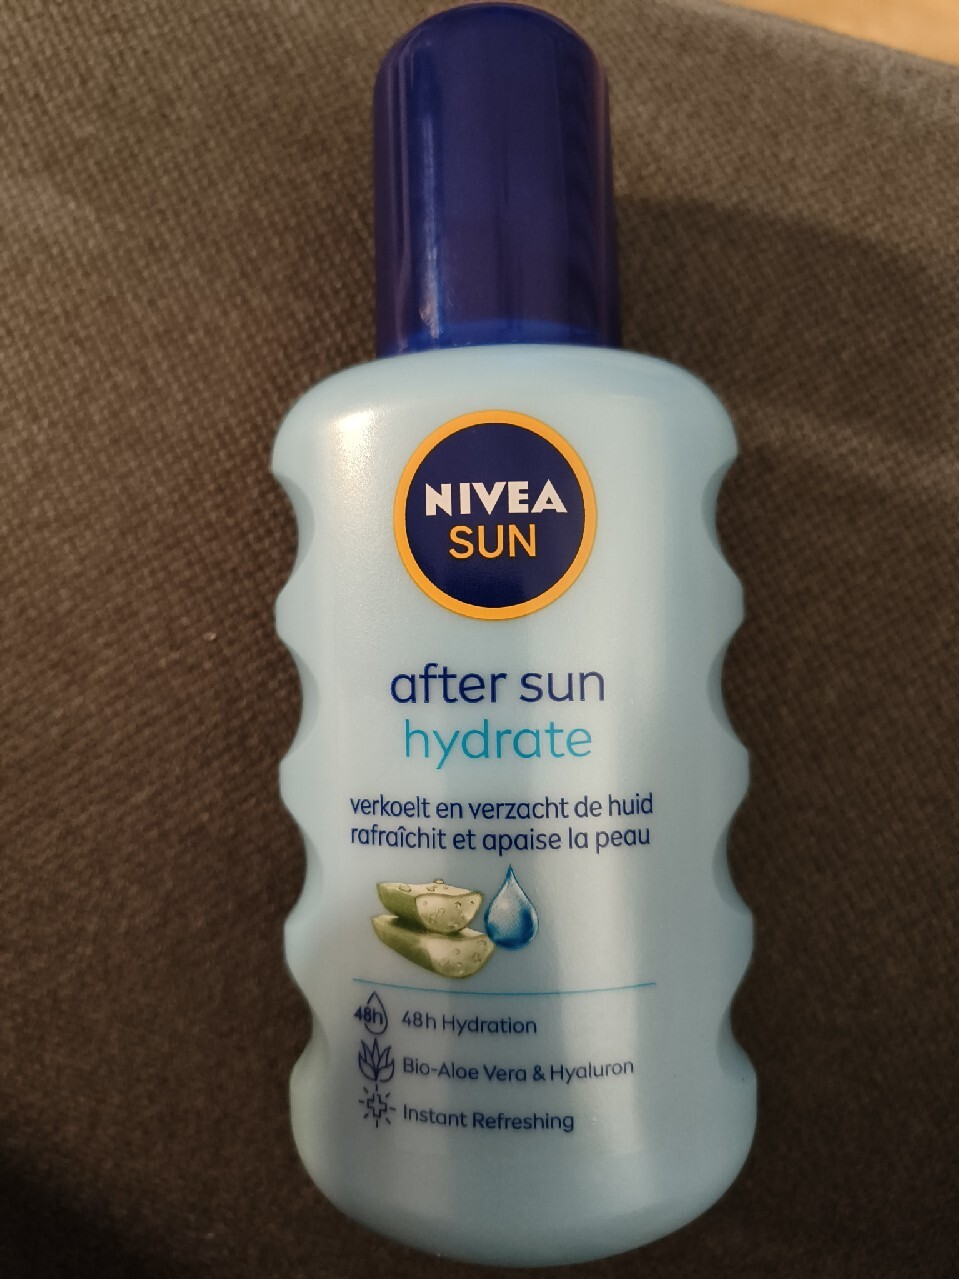 NIVEA
SUN
after sun
hydrate
verkoelt en verzacht de huid
rafraîchit et apaise la peau
48h 48h Hydration
Bio-Aloe Vera & Hyaluron
Instant Refreshing